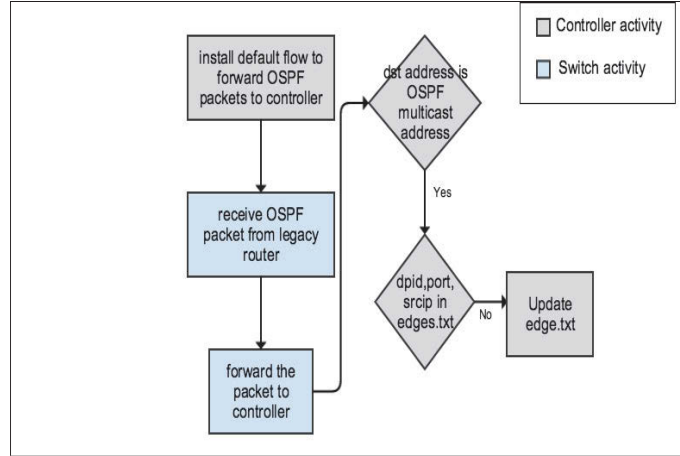 install default flow to
forward OSPF
packets to controller
receive OSPF
packet from legacy
router
forward the
packet to
controller
dst address is
OSPF
multicast
address
Yes
dpid,port,
srcip in
edges.txt
No
Update
edge.txt
Controller activity
Switch activity